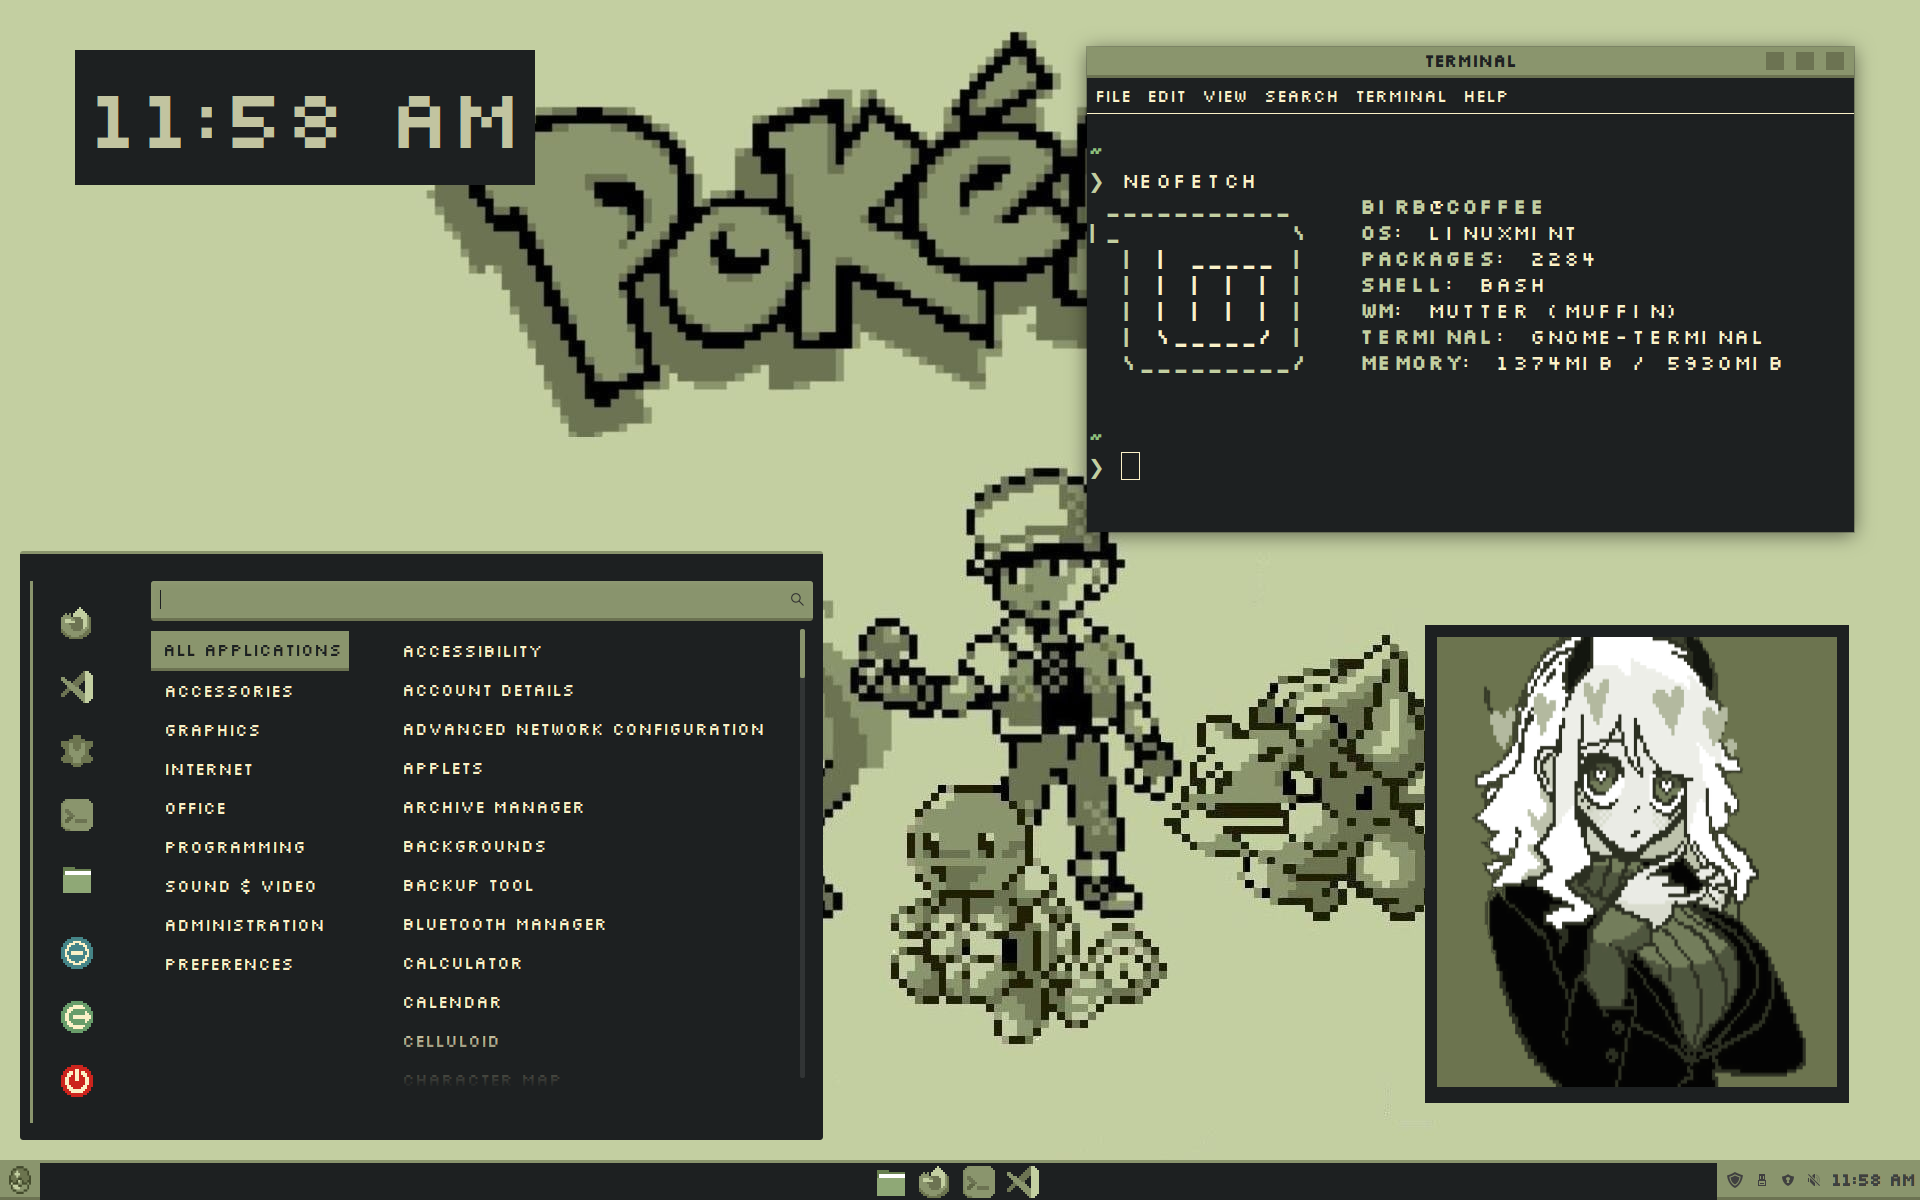 11:58 AM
Poké
TERMINAL
FILE EDIT VIEW SEARCH TERMINAL HELP
~
❯ NEOFETCH
BIRB@COFFEE
OS: LINUXMINT
PACKAGES: 2284
SHELL: BASH
WM: MUTTER (MUFFIN)
TERMINAL: GNOME-TERMINAL
MEMORY: 1374MIB / 5930MIB
~
❯
ALL APPLICATIONS
ACCESSORIES
GRAPHICS
INTERNET
OFFICE
PROGRAMMING
SOUND & VIDEO
ADMINISTRATION
PREFERENCES
ACCESSIBILITY
ACCOUNT DETAILS
ADVANCED NETWORK CONFIGURATION
APPLETS
ARCHIVE MANAGER
BACKGROUNDS
BACKUP TOOL
BLUETOOTH MANAGER
CALCULATOR
CALENDAR
CELLULOID
CHARACTER MAP
11:58 AM